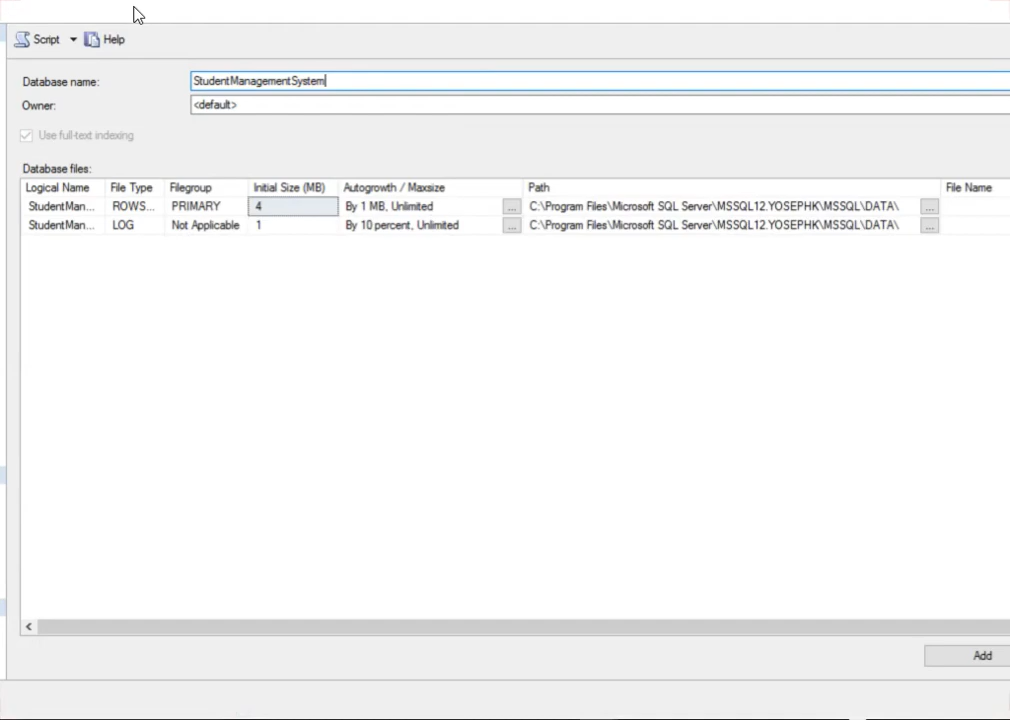 Script Help
Database name: StudentManagementSystem
Owner: <default>
Use full-text indexing
Database files:
Logical Name File Type Filegroup Initial Size (MB) Autogrowth / Maxsize Path File Name
StudentMan... ROWS... PRIMARY 4 By 1 MB, Unlimited ... C:\Program Files\Microsoft SQL Server\MSSQL12.YOSEPHK\MSSQL\DATA\ ...
StudentMan... LOG Not Applicable 1 By 10 percent, Unlimited ... C:\Program Files\Microsoft SQL Server\MSSQL12.YOSEPHK\MSSQL\DATA\ ...
Add